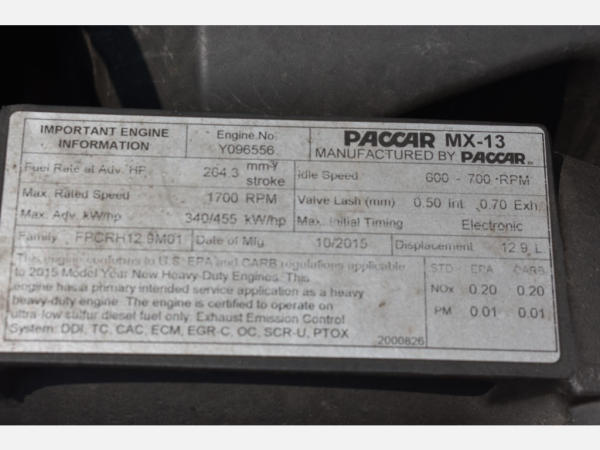 IMPORTANT ENGINE INFORMATION
Engine No. Y096556
PACCAR MX-13
MANUFACTURED BY PACCAR INC
Fuel Rate at Adv. HP 264.3 mm³/stroke
Idle Speed 600 - 700 RPM
Max. Rated Speed 1700 RPM
Valve Lash (mm) 0.50 Int. 0.70 Exh.
Max. Adv. kW/hp 340/455 kW/hp
Max. Initial Timing Electronic
Family FPCRH12.9M01
Date of Mfg 10/2015
Displacement 12.9 L
This engine conforms to U.S. EPA and CARB regulations applicable
to 2015 Model Year New Heavy-Duty Engines. This
engine has a primary intended service application as a heavy
heavy-duty engine. The engine is certified to operate on
ultra-low sulfur diesel fuel only. Exhaust Emission Control
System: DDI, TC, CAC, ECM, EGR-C, OC, SCR-U, PTOX
STD EPA CARB
NOx 0.20 0.20
PM 0.01 0.01
2000826